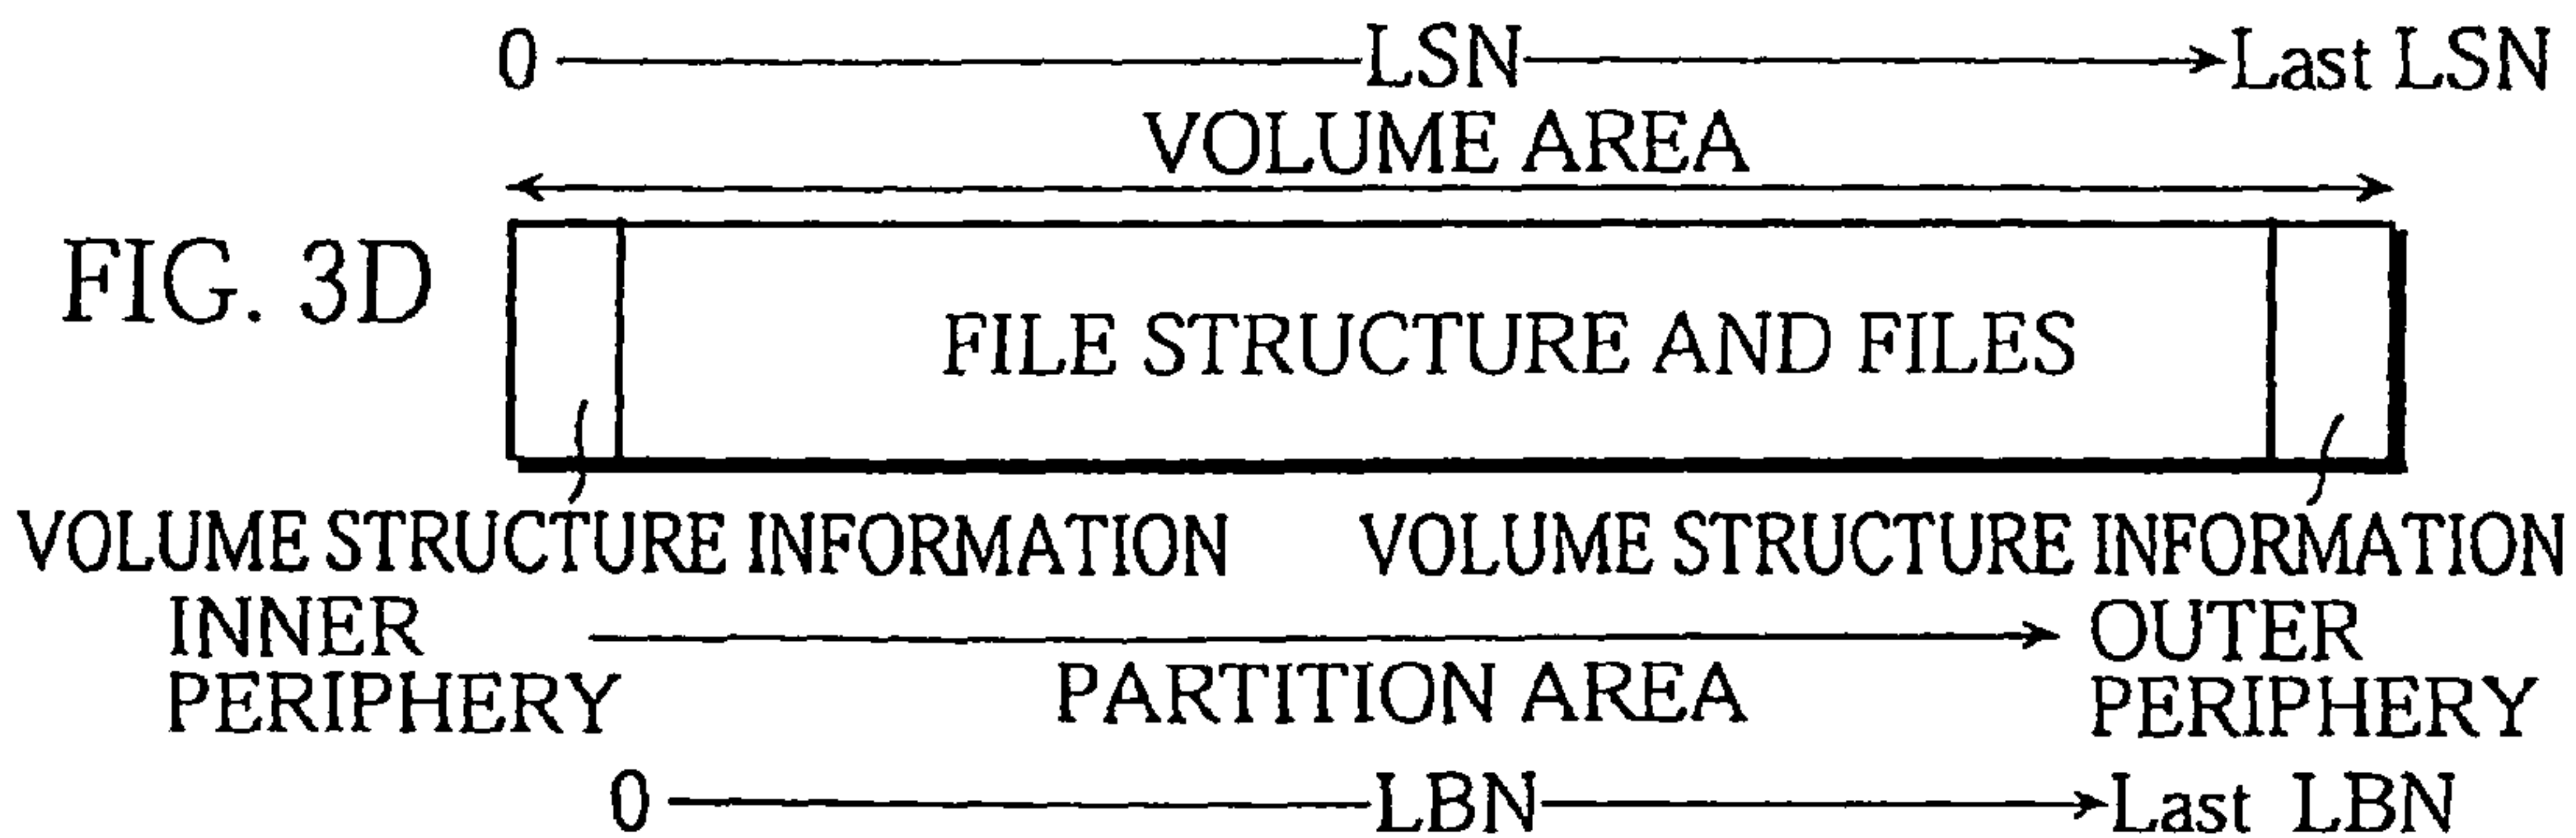 0 LSN Last LSN
VOLUME AREA
FIG. 3D
FILE STRUCTURE AND FILES
VOLUME STRUCTURE INFORMATION VOLUME STRUCTURE INFORMATION
INNER PERIPHERY
OUTER PERIPHERY
PARTITION AREA
0 LBN Last LBN